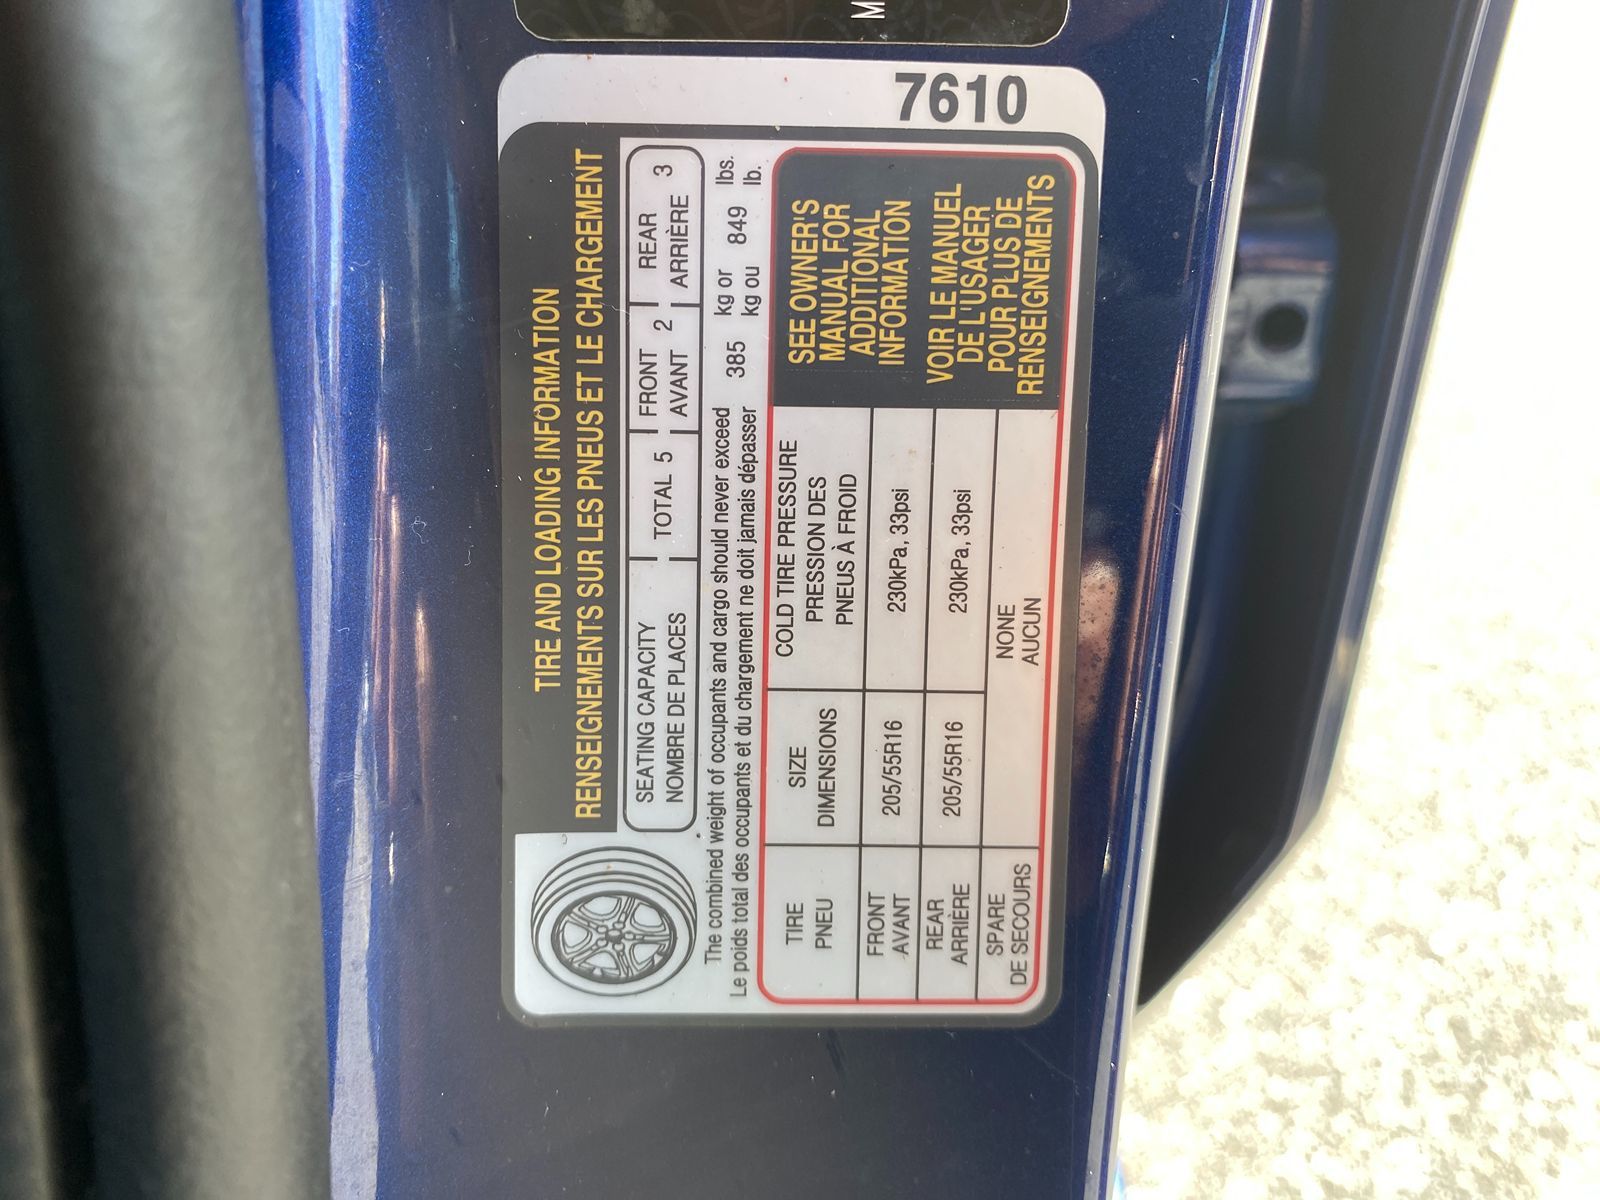 M
7610
TIRE AND LOADING INFORMATION
RENSEIGNEMENTS SUR LES PNEUS ET LE CHARGEMENT
SEATING CAPACITY TOTAL 5 FRONT 2 REAR 3
NOMBRE DE PLACES AVANT ARRIÈRE
The combined weight of occupants and cargo should never exceed 385 kg or 849 lbs.
Le poids total des occupants et du chargement ne doit jamais dépasser kg ou lb.
TIRE
PNEU
SIZE
DIMENSIONS
COLD TIRE PRESSURE
PRESSION DES
PNEUS À FROID
FRONT
AVANT
205/55R16
230kPa, 33psi
REAR
ARRIÈRE
205/55R16
230kPa, 33psi
SPARE
DE SECOURS
NONE
AUCUN
SEE OWNER'S
MANUAL FOR
ADDITIONAL
INFORMATION
VOIR LE MANUEL
DE L'USAGER
POUR PLUS DE
RENSEIGNEMENTS